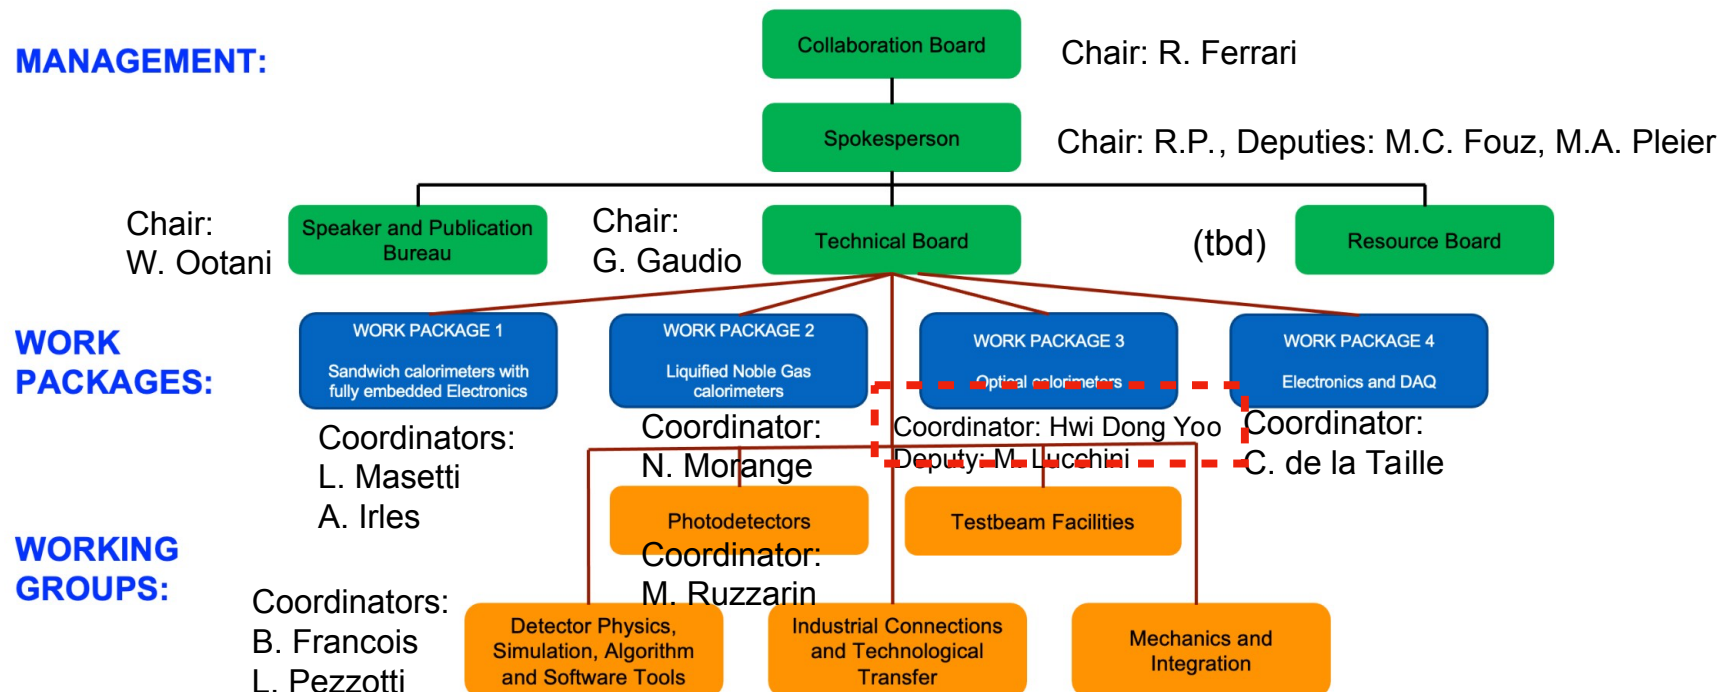 MANAGEMENT:
Collaboration Board
Chair: R. Ferrari
Spokesperson
Chair: R.P., Deputies: M.C. Fouz, M.A. Pleier
Chair:
W. Ootani
Speaker and Publication
Bureau
Chair:
G. Gaudio
Technical Board
(tbd)
Resource Board
WORK
PACKAGES:
WORK PACKAGE 1
Sandwich calorimeters with
fully embedded Electronics
WORK PACKAGE 2
Liquified Noble Gas
calorimeters
WORK PACKAGE 3
Optical calorimeters
WORK PACKAGE 4
Electronics and DAQ
Coordinators:
L. Masetti
A. Irles
Coordinator:
N. Morange
Coordinator: Hwi Dong Yoo
Deputy: M. Lucchini
Coordinator:
C. de la Taille
WORKING
GROUPS:
Photodetectors
Coordinator:
M. Ruzzarin
Testbeam Facilities
Coordinators:
B. Francois
L. Pezzotti
Detector Physics,
Simulation, Algorithm
and Software Tools
Industrial Connections
and Technological
Transfer
Mechanics and
Integration